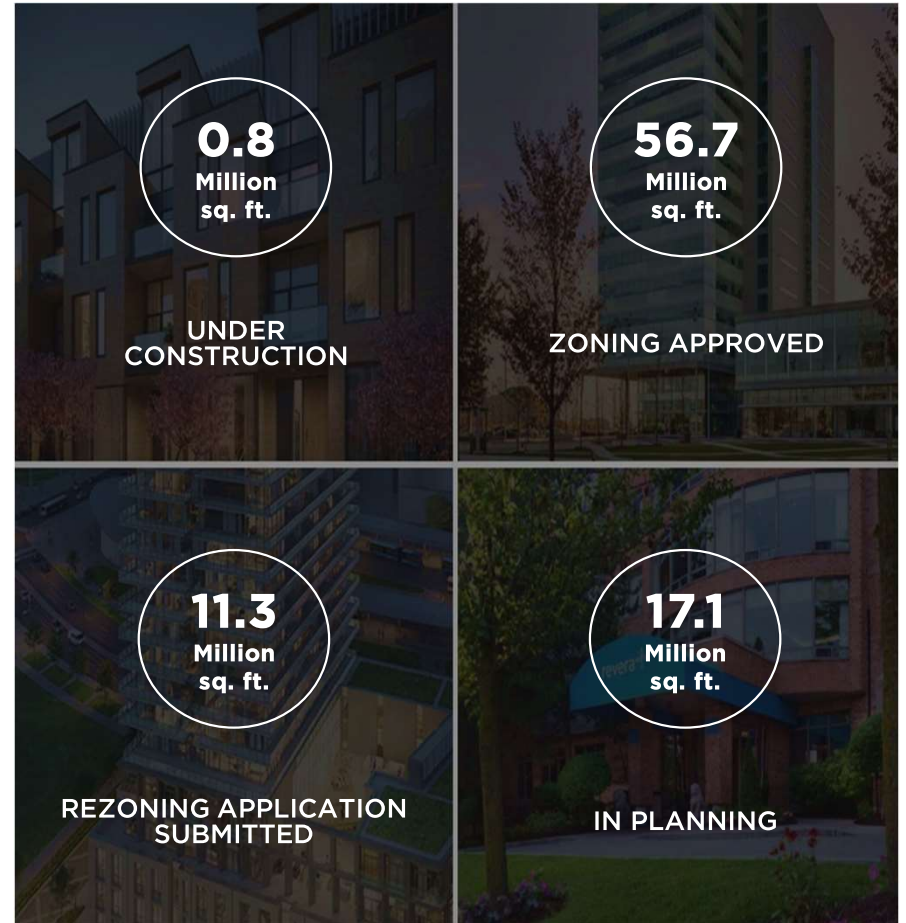 0.8
Million
sq. ft.
UNDER
CONSTRUCTION
56.7
Million
sq. ft.
ZONING APPROVED
11.3
Million
sq. ft.
REZONING APPLICATION
SUBMITTED
17.1
Million
sq. ft.
revera
IN PLANNING